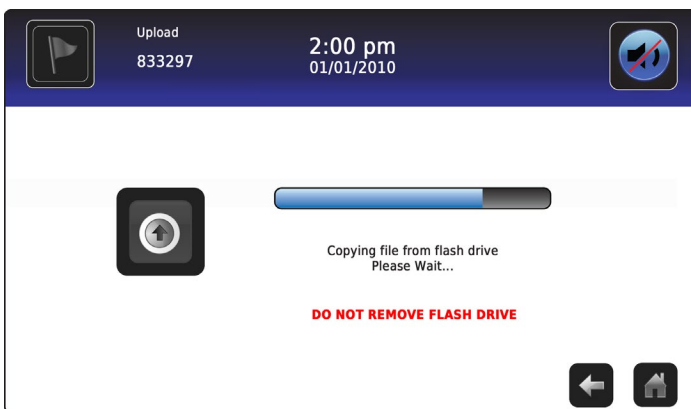 Upload
833297
2:00 pm
01/01/2010
Copying file from flash drive
Please Wait...
DO NOT REMOVE FLASH DRIVE